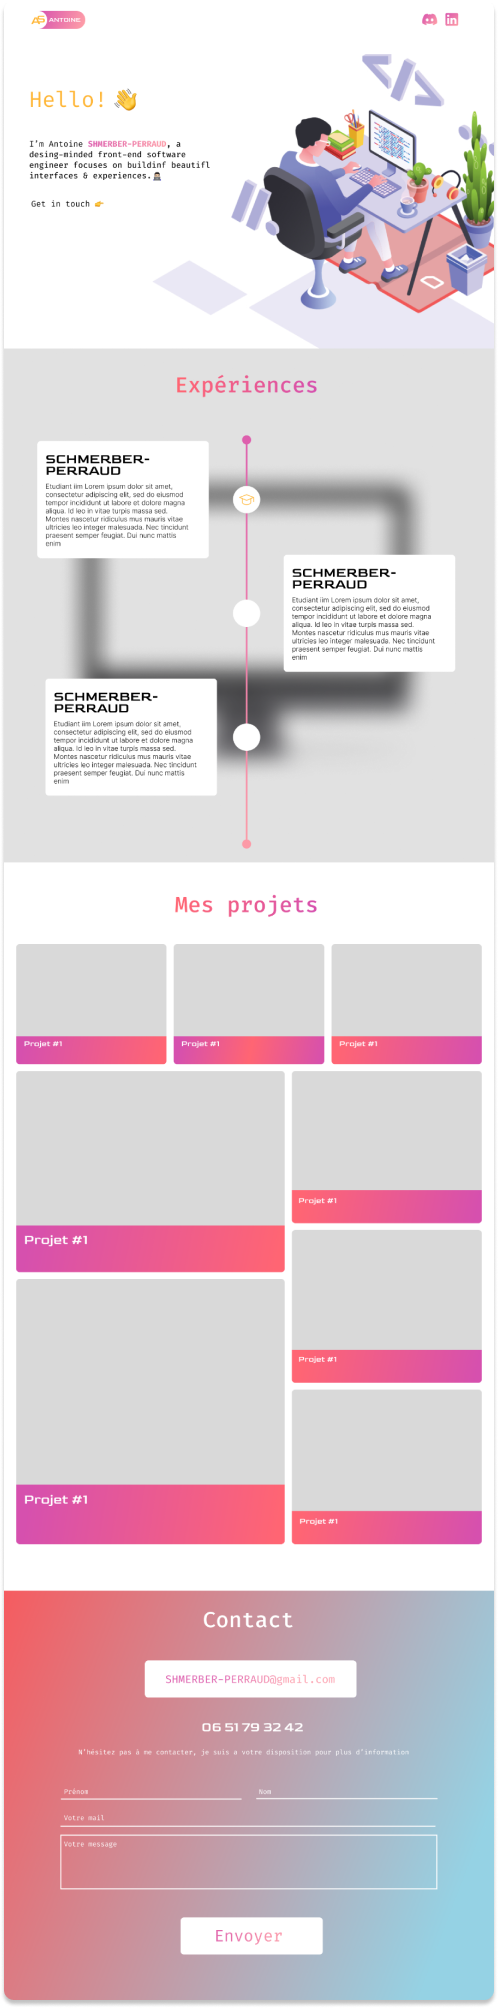 AS ANTOINE
Hello! 👋
I'm Antoine SHMERBER-PERRAUD, a
desing-minded front-end software
engineer focuses on buildinf beautifl
interfaces & experiences.
Get in touch
Expériences
SCHMERBER-
PERRAUD
Etudiant iim Lorem ipsum dolor sit amet,
consectetur adipiscing elit, sed do eiusmod
tempor incididunt ut labore et dolore magna
aliqua. Id leo in vitae turpis massa sed.
Montes nascetur ridiculus mus mauris vitae
ultricies leo integer malesuada. Nec tincidunt
praesent semper feugiat. Dui nunc mattis
enim
SCHMERBER-
PERRAUD
Etudiant iim Lorem ipsum dolor sit amet,
consectetur adipiscing elit, sed do eiusmod
tempor incididunt ut labore et dolore magna
aliqua. Id leo in vitae turpis massa sed.
Montes nascetur ridiculus mus mauris vitae
ultricies leo integer malesuada. Nec tincidunt
praesent semper feugiat. Dui nunc mattis
enim
SCHMERBER-
PERRAUD
Etudiant iim Lorem ipsum dolor sit amet,
consectetur adipiscing elit, sed do eiusmod
tempor incididunt ut labore et dolore magna
aliqua. Id leo in vitae turpis massa sed.
Montes nascetur ridiculus mus mauris vitae
ultricies leo integer malesuada. Nec tincidunt
praesent semper feugiat. Dui nunc mattis
enim
Mes projets
Projet #1
Projet #1
Projet #1
Projet #1
Projet #1
Projet #1
Projet #1
Projet #1
Contact
SHMERBER-PERRAUD@gmail.com
06 51 79 32 42
N'hésiter pas à me contacter, je suis a votre disposition pour plus d'information
Prénom
Nom
Votre mail
Votre message
Envoyer